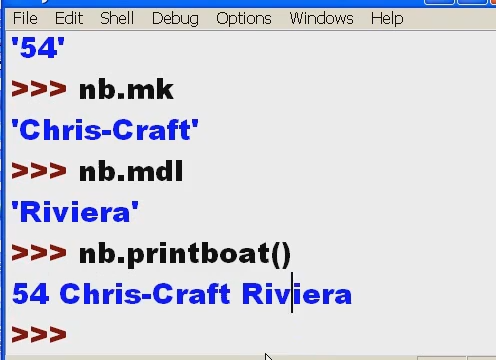 File Edit Shell Debug Options Windows Help
'54'
>>> nb.mk
'Chris-Craft'
>>> nb.mdl
'Riviera'
>>> nb.printboat()
54 Chris-Craft Riviera
>>>